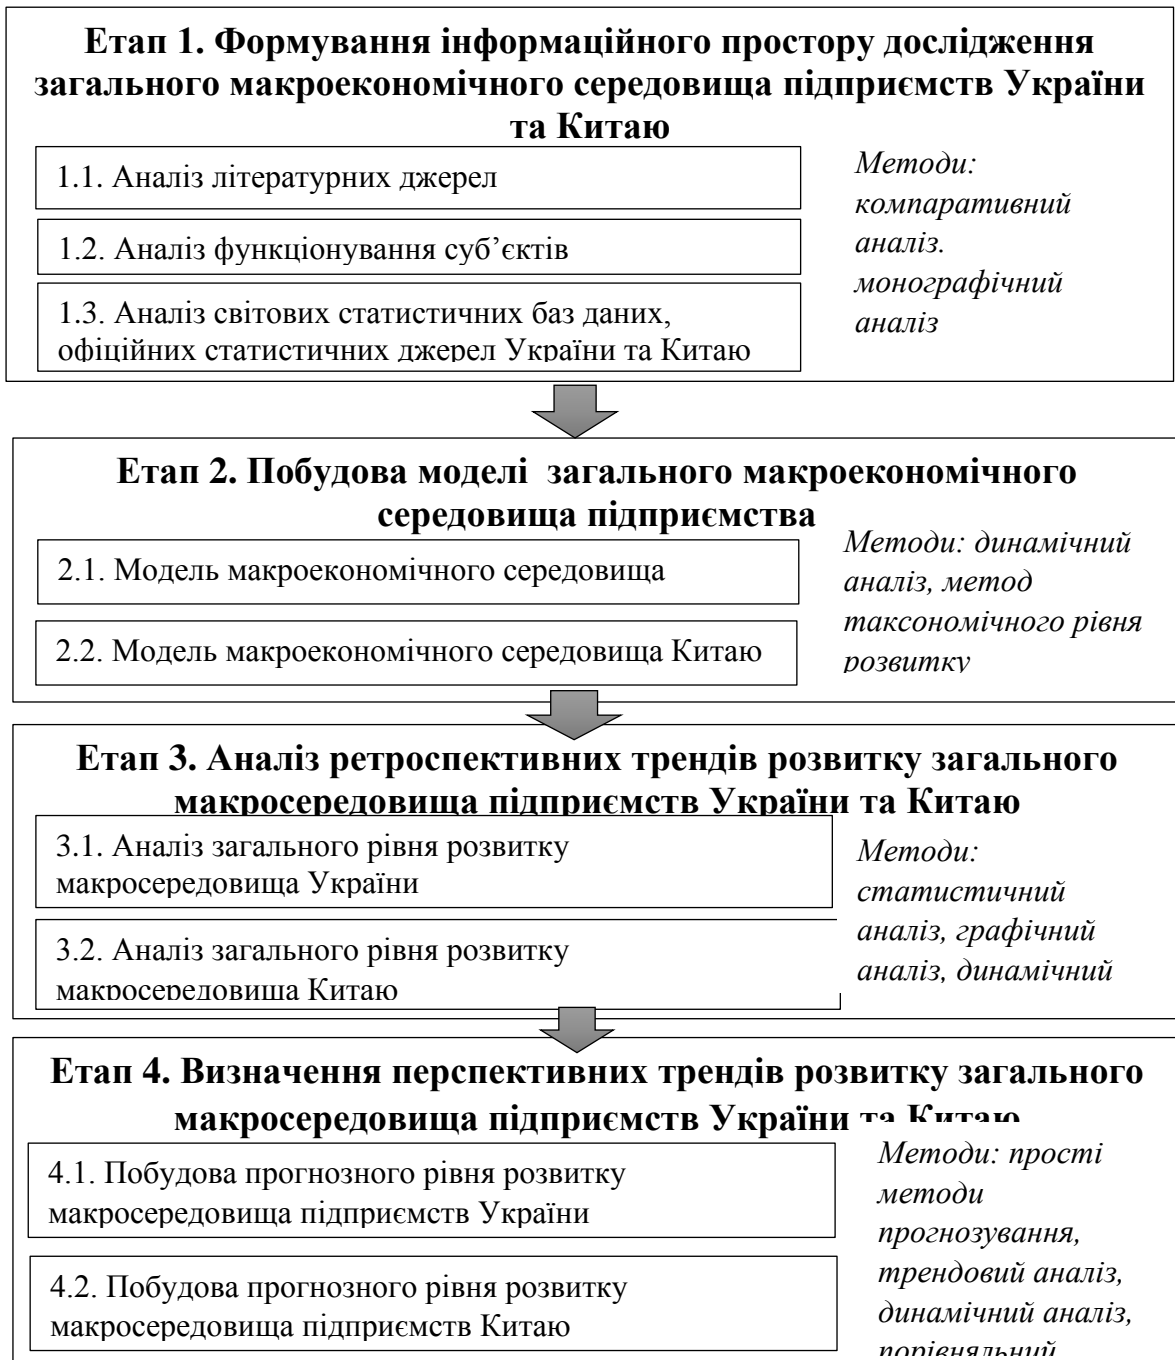 Етап 1. Формування інформаційного простору дослідження
загального макроекономічного середовища підприємств України
та Китаю
1.1. Аналіз літературних джерел
1.2. Аналіз функціонування суб’єктів
1.3. Аналіз світових статистичних баз даних,
офіційних статистичних джерел України та Китаю
Методи:
компаративний
аналіз.
монографічний
аналіз
Етап 2. Побудова моделі загального макроекономічного
середовища підприємства
2.1. Модель макроекономічного середовища
2.2. Модель макроекономічного середовища Китаю
Методи: динамічний
аналіз, метод
таксономічного рівня
розвитку
Етап 3. Аналіз ретроспективних трендів розвитку загального
макросередовища підприємств України та Китаю
3.1. Аналіз загального рівня розвитку
макросередовища України
3.2. Аналіз загального рівня розвитку
макросередовища Китаю
Методи:
статистичний
аналіз, графічний
аналіз, динамічний
Етап 4. Визначення перспективних трендів розвитку загального
макросередовища підприємств України та Китаю
4.1. Побудова прогнозного рівня розвитку
макросередовища підприємств України
4.2. Побудова прогнозного рівня розвитку
макросередовища підприємств Китаю
Методи: прості
методи
прогнозування,
трендовий аналіз,
динамічний аналіз,
порівняльний